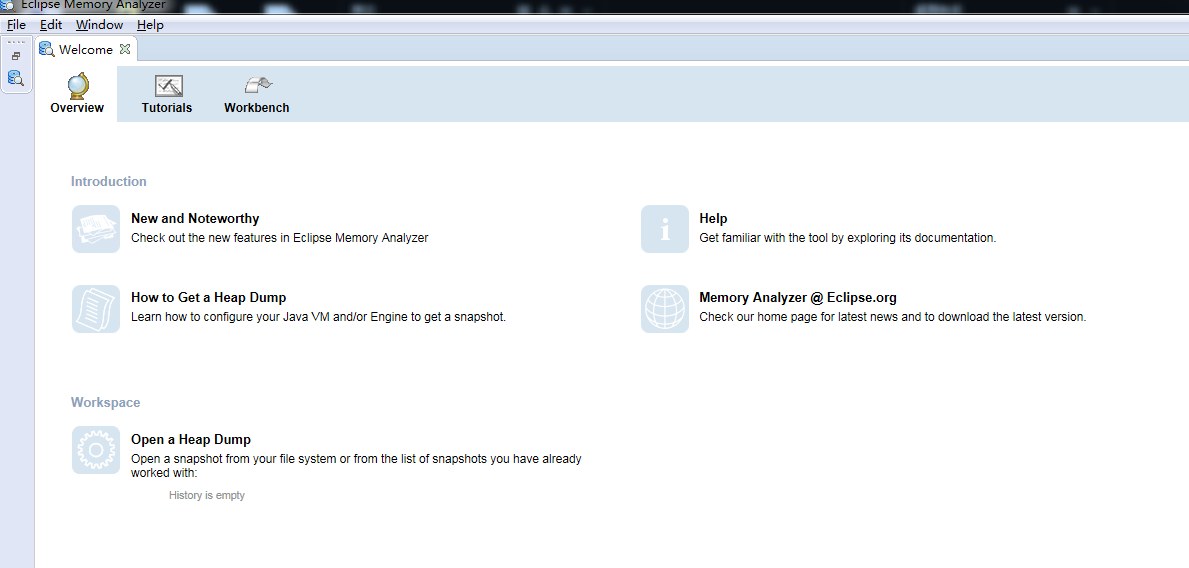 Eclipse Memory Analyzer
File Edit Window Help
Welcome
Overview Tutorials Workbench
Introduction
New and Noteworthy
Check out the new features in Eclipse Memory Analyzer
Help
Get familiar with the tool by exploring its documentation.
How to Get a Heap Dump
Learn how to configure your Java VM and/or Engine to get a snapshot.
Memory Analyzer @ Eclipse.org
Check our home page for latest news and to download the latest version.
Workspace
Open a Heap Dump
Open a snapshot from your file system or from the list of snapshots you have already
worked with:
History is empty